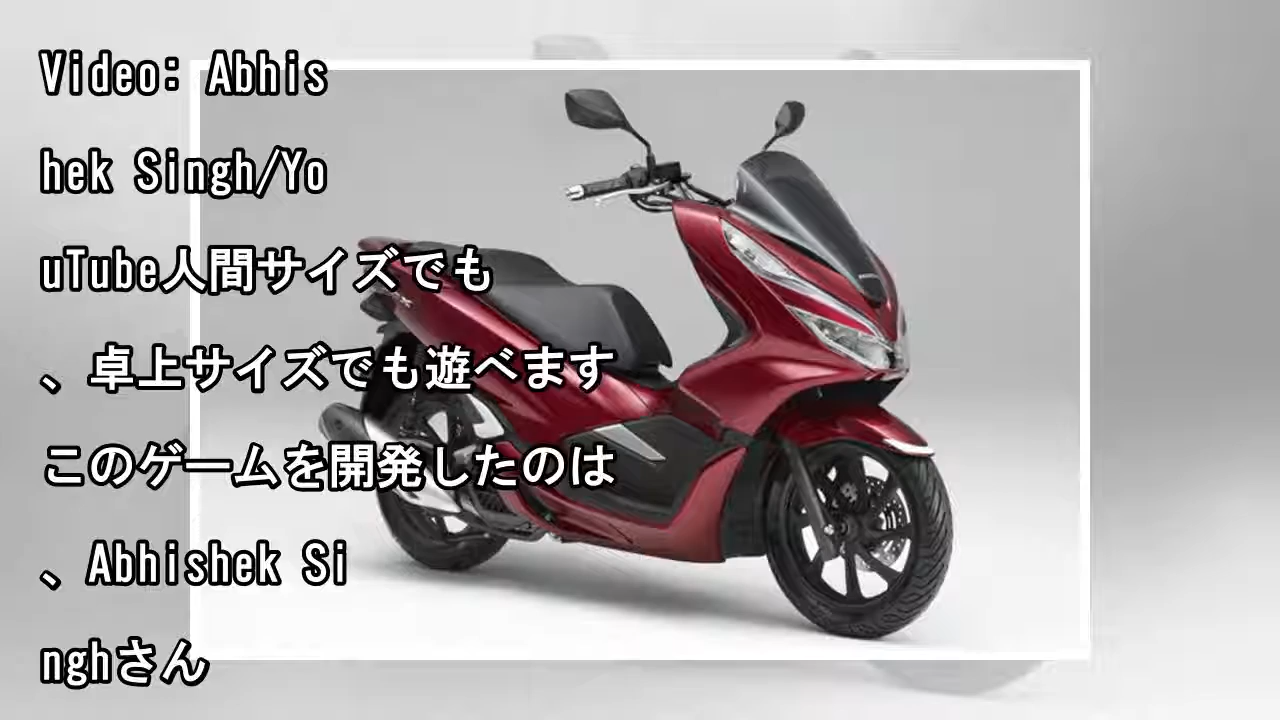 Video: Abhis
hek Singh/Yo
uTube人間サイズでも
、卓上サイズでも遊べます
このゲームを開発したのは
、Abhishek Si
nghさん